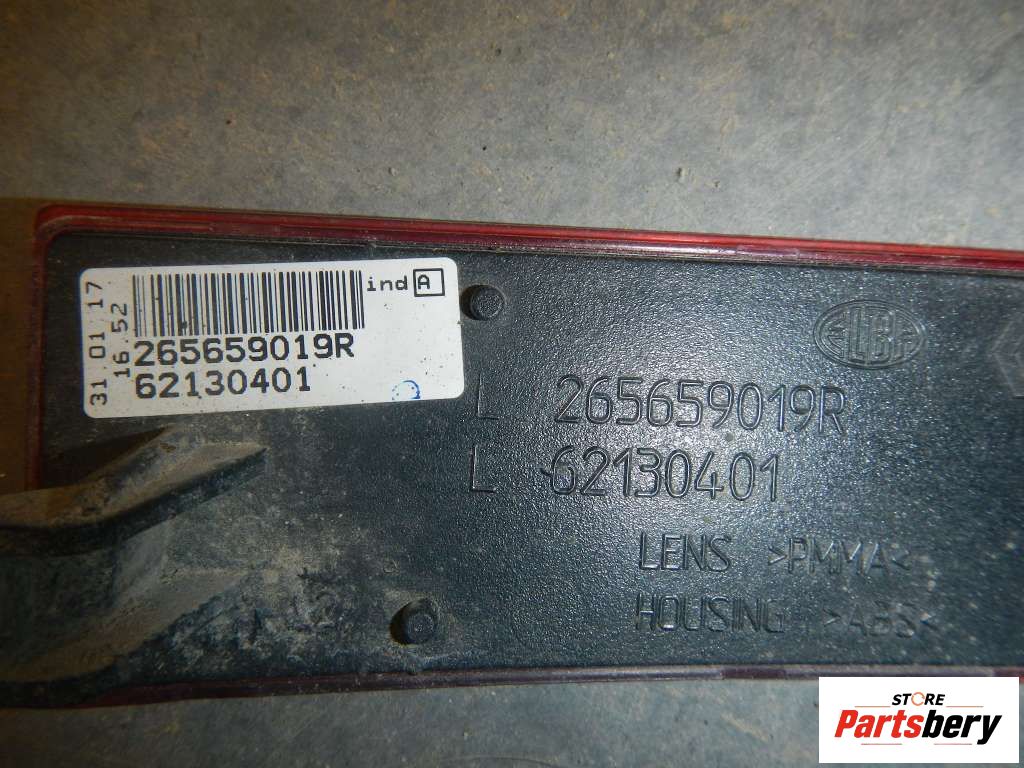 31.01.17
16.52
ind A
265659019R
62130401
ELBA
L 265659019R
L 62130401
LENS >PMMA<
HOUSING >ABS<
STORE
Partsbery